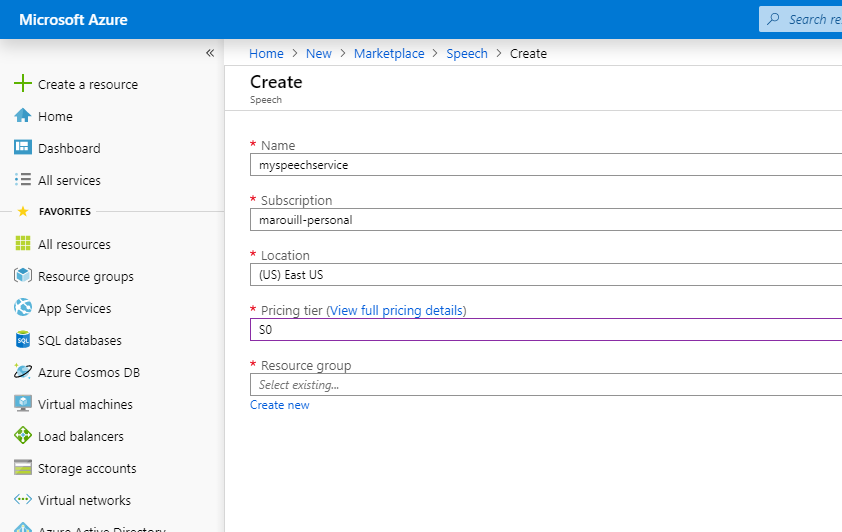 Microsoft Azure
Search re
«
Home > New > Marketplace > Speech > Create
Create
Speech
Create a resource
Home
Dashboard
All services
FAVORITES
All resources
Resource groups
App Services
SQL databases
Azure Cosmos DB
Virtual machines
Load balancers
Storage accounts
Virtual networks
Azure Active Directory
* Name
myspeechservice
* Subscription
marouill-personal
* Location
(US) East US
* Pricing tier (View full pricing details)
S0
* Resource group
Select existing...
Create new